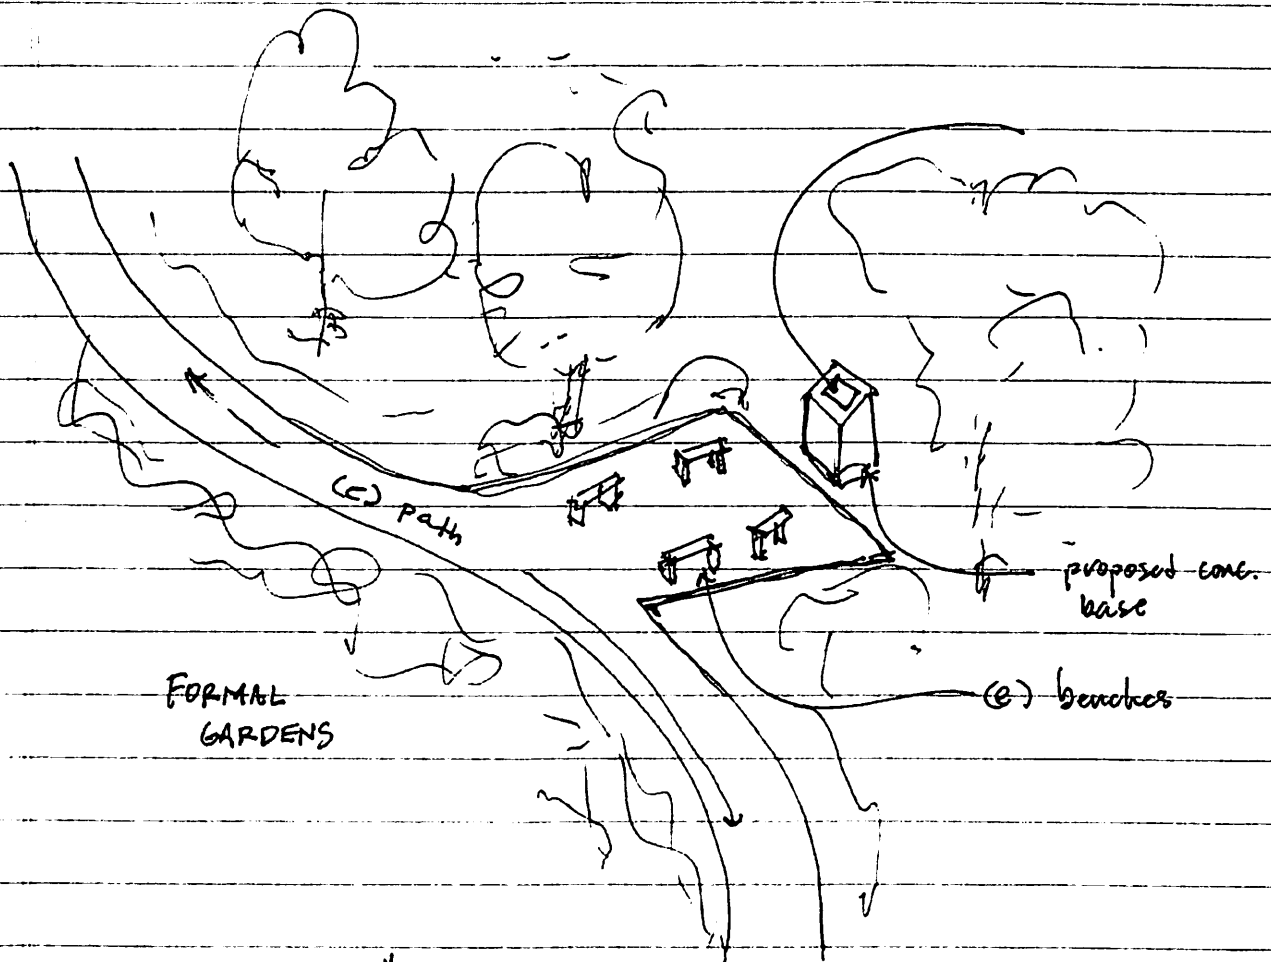 (e) path
proposed conc.
base
(e) benches
FORMAL
GARDENS